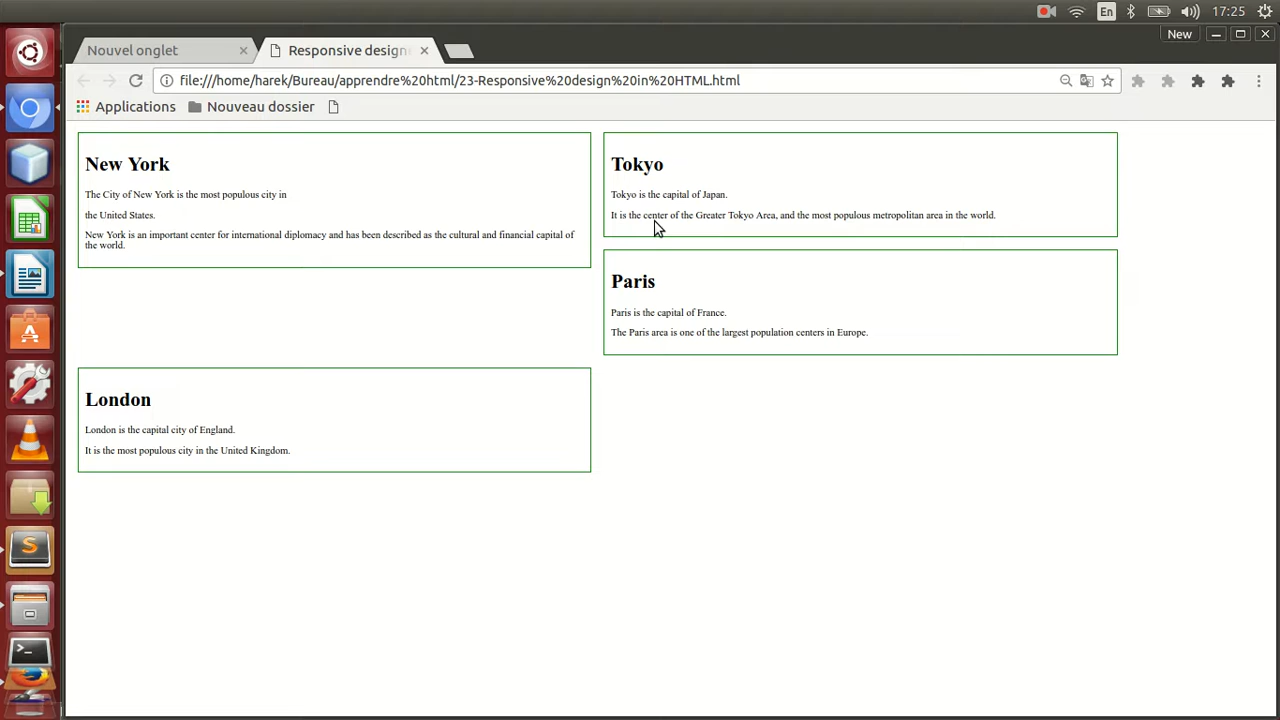 En
17:25
New
Nouvel onglet
Responsive design
file:///home/harek/Bureau/apprendre%20html/23-Responsive%20design%20in%20HTML.html
Applications
Nouveau dossier
New York
The City of New York is the most populous city in
the United States.
New York is an important center for international diplomacy and has been described as the cultural and financial capital of
the world.
Tokyo
Tokyo is the capital of Japan.
It is the center of the Greater Tokyo Area, and the most populous metropolitan area in the world.
Paris
Paris is the capital of France.
The Paris area is one of the largest population centers in Europe.
London
London is the capital city of England.
It is the most populous city in the United Kingdom.